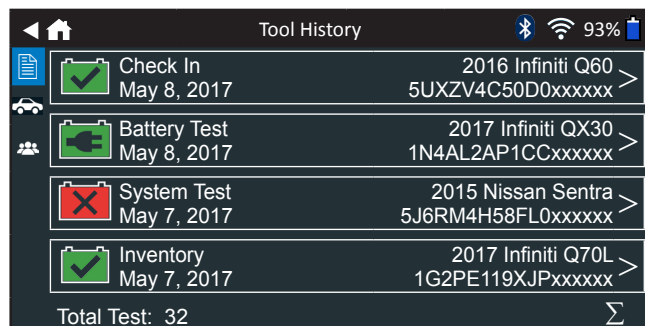 Tool History
93%
Check In
2016 Infiniti Q60
May 8, 2017
5UXZV4C50D0xxxxxx
>
Battery Test
2017 Infiniti QX30
May 8, 2017
1N4AL2AP1CCxxxxxx
>
System Test
2015 Nissan Sentra
May 7, 2017
5J6RM4H58FL0xxxxxx
>
Inventory
2017 Infiniti Q70L
May 7, 2017
1G2PE119XJPxxxxxx
>
Total Test: 32
Σ